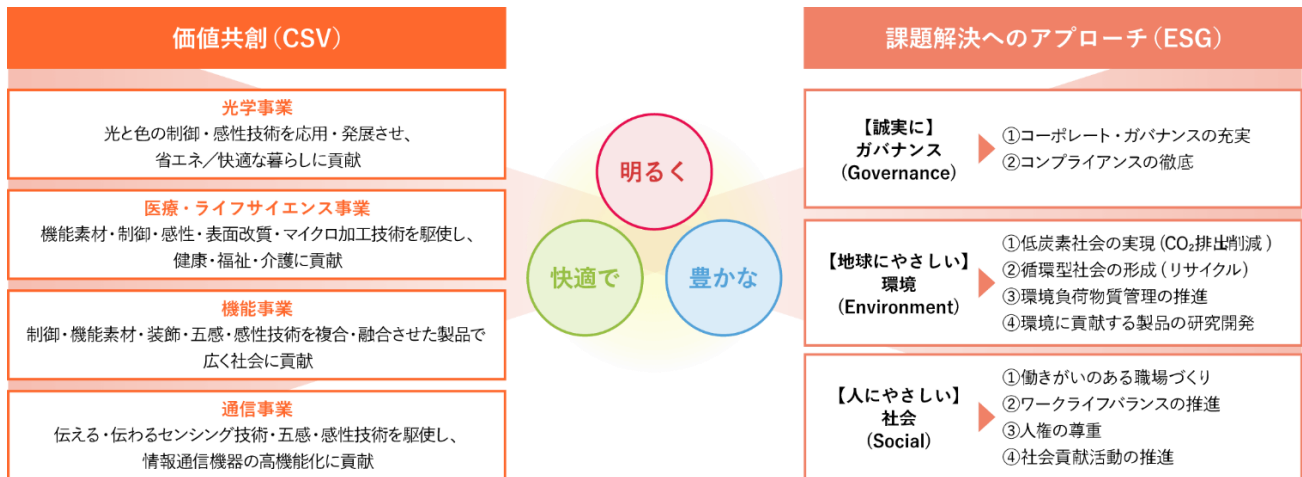 価値共創(CSV)
光学事業
光と色の制御・感性技術を応用・発展させ、
省エネ／快適な暮らしに貢献
医療・ライフサイエンス事業
機能素材・制御・感性・表面改質・マイクロ加工技術を駆使し、
健康・福祉・介護に貢献
機能事業
制御・機能素材・装飾・五感・感性技術を複合・融合させた製品で
広く社会に貢献
通信事業
伝える・伝わるセンシング技術・五感・感性技術を駆使し、
情報通信機器の高機能化に貢献
明るく
快適で
豊かな
課題解決へのアプローチ(ESG)
【誠実に】
ガバナンス
(Governance)
①コーポレート・ガバナンスの充実
②コンプライアンスの徹底
【地球にやさしい】
環境
(Environment)
①低炭素社会の実現(CO₂排出削減)
②循環型社会の形成(リサイクル)
③環境負荷物質管理の推進
④環境に貢献する製品の研究開発
【人にやさしい】
社会
(Social)
①働きがいのある職場づくり
②ワークライフバランスの推進
③人権の尊重
④社会貢献活動の推進